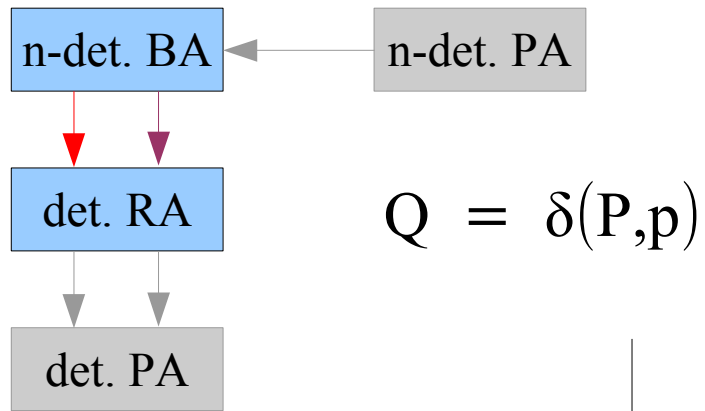 n-det. BA
n-det. PA
det. RA
Q = δ(P,p)
det. PA